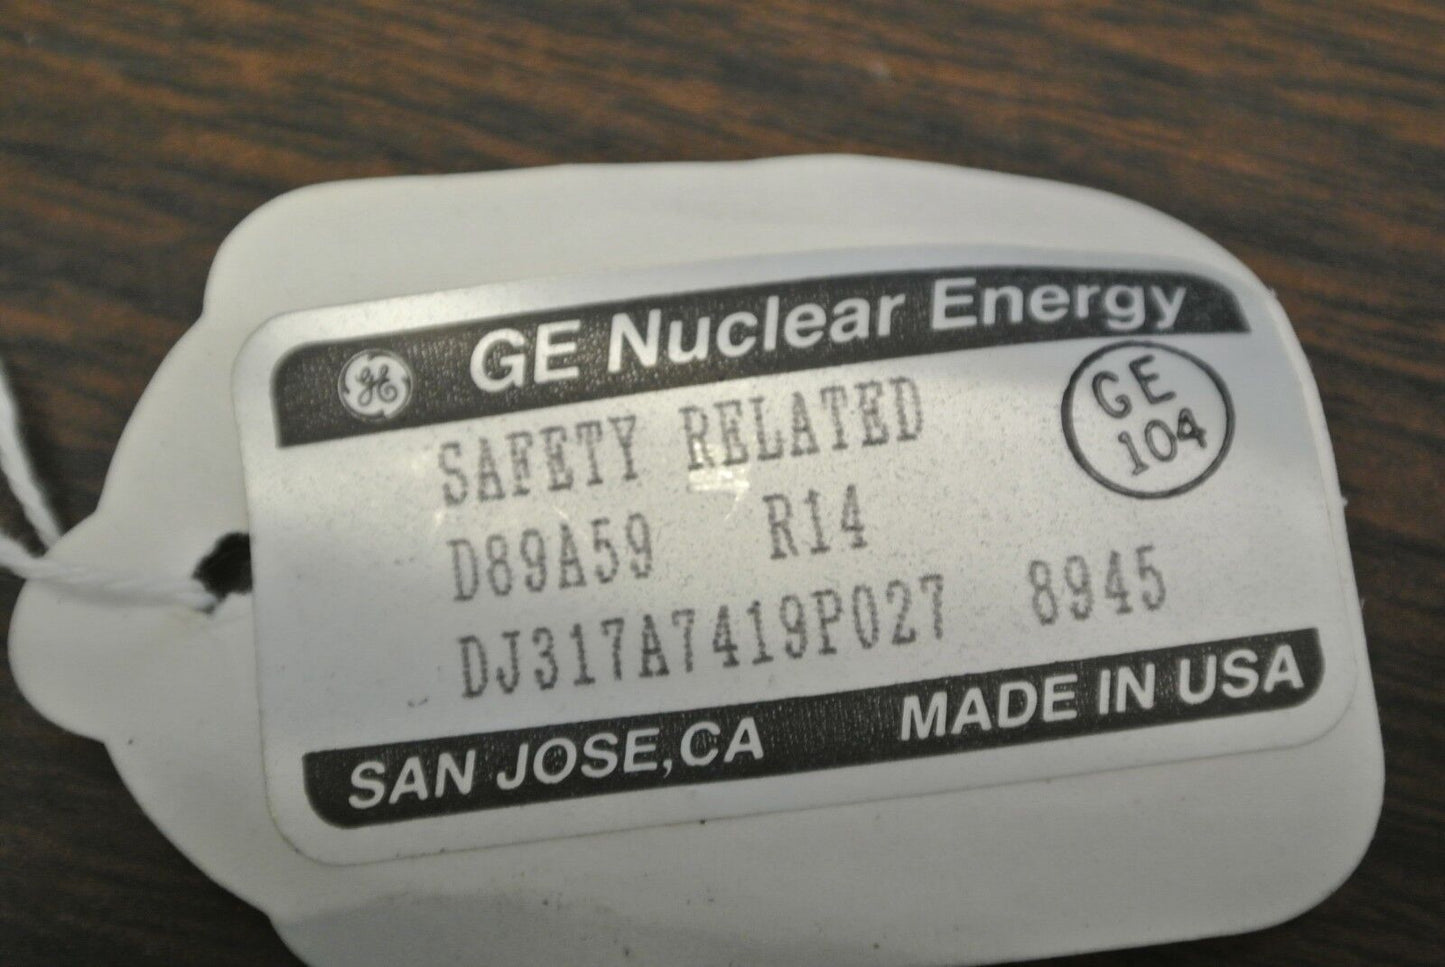 GE Nuclear Energy
SAFETY RELATED
GE
104
D89A59 R14
DJ317A7419P027 8945
SAN JOSE, CA MADE IN USA